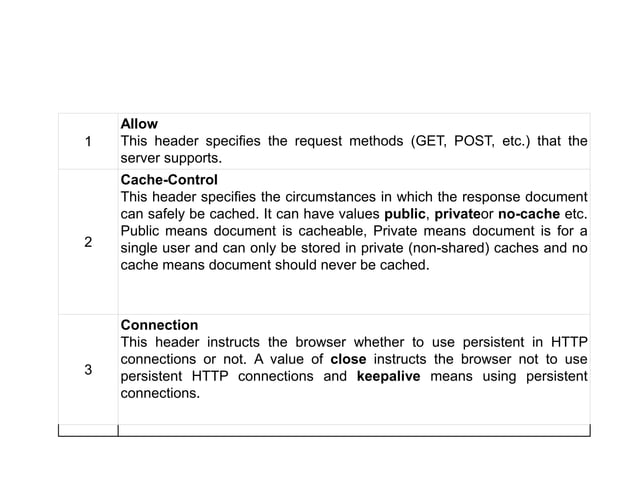 Allow
1
This header specifies the request methods (GET, POST, etc.) that the
server supports.
Cache-Control
This header specifies the circumstances in which the response document
can safely be cached. It can have values public, privateor no-cache etc.
Public means document is cacheable, Private means document is for a
2
single user and can only be stored in private (non-shared) caches and no
cache means document should never be cached.
Connection
This header instructs the browser whether to use persistent in HTTP
connections or not. A value of close instructs the browser not to use
3
persistent HTTP connections and keepalive means using persistent
connections.